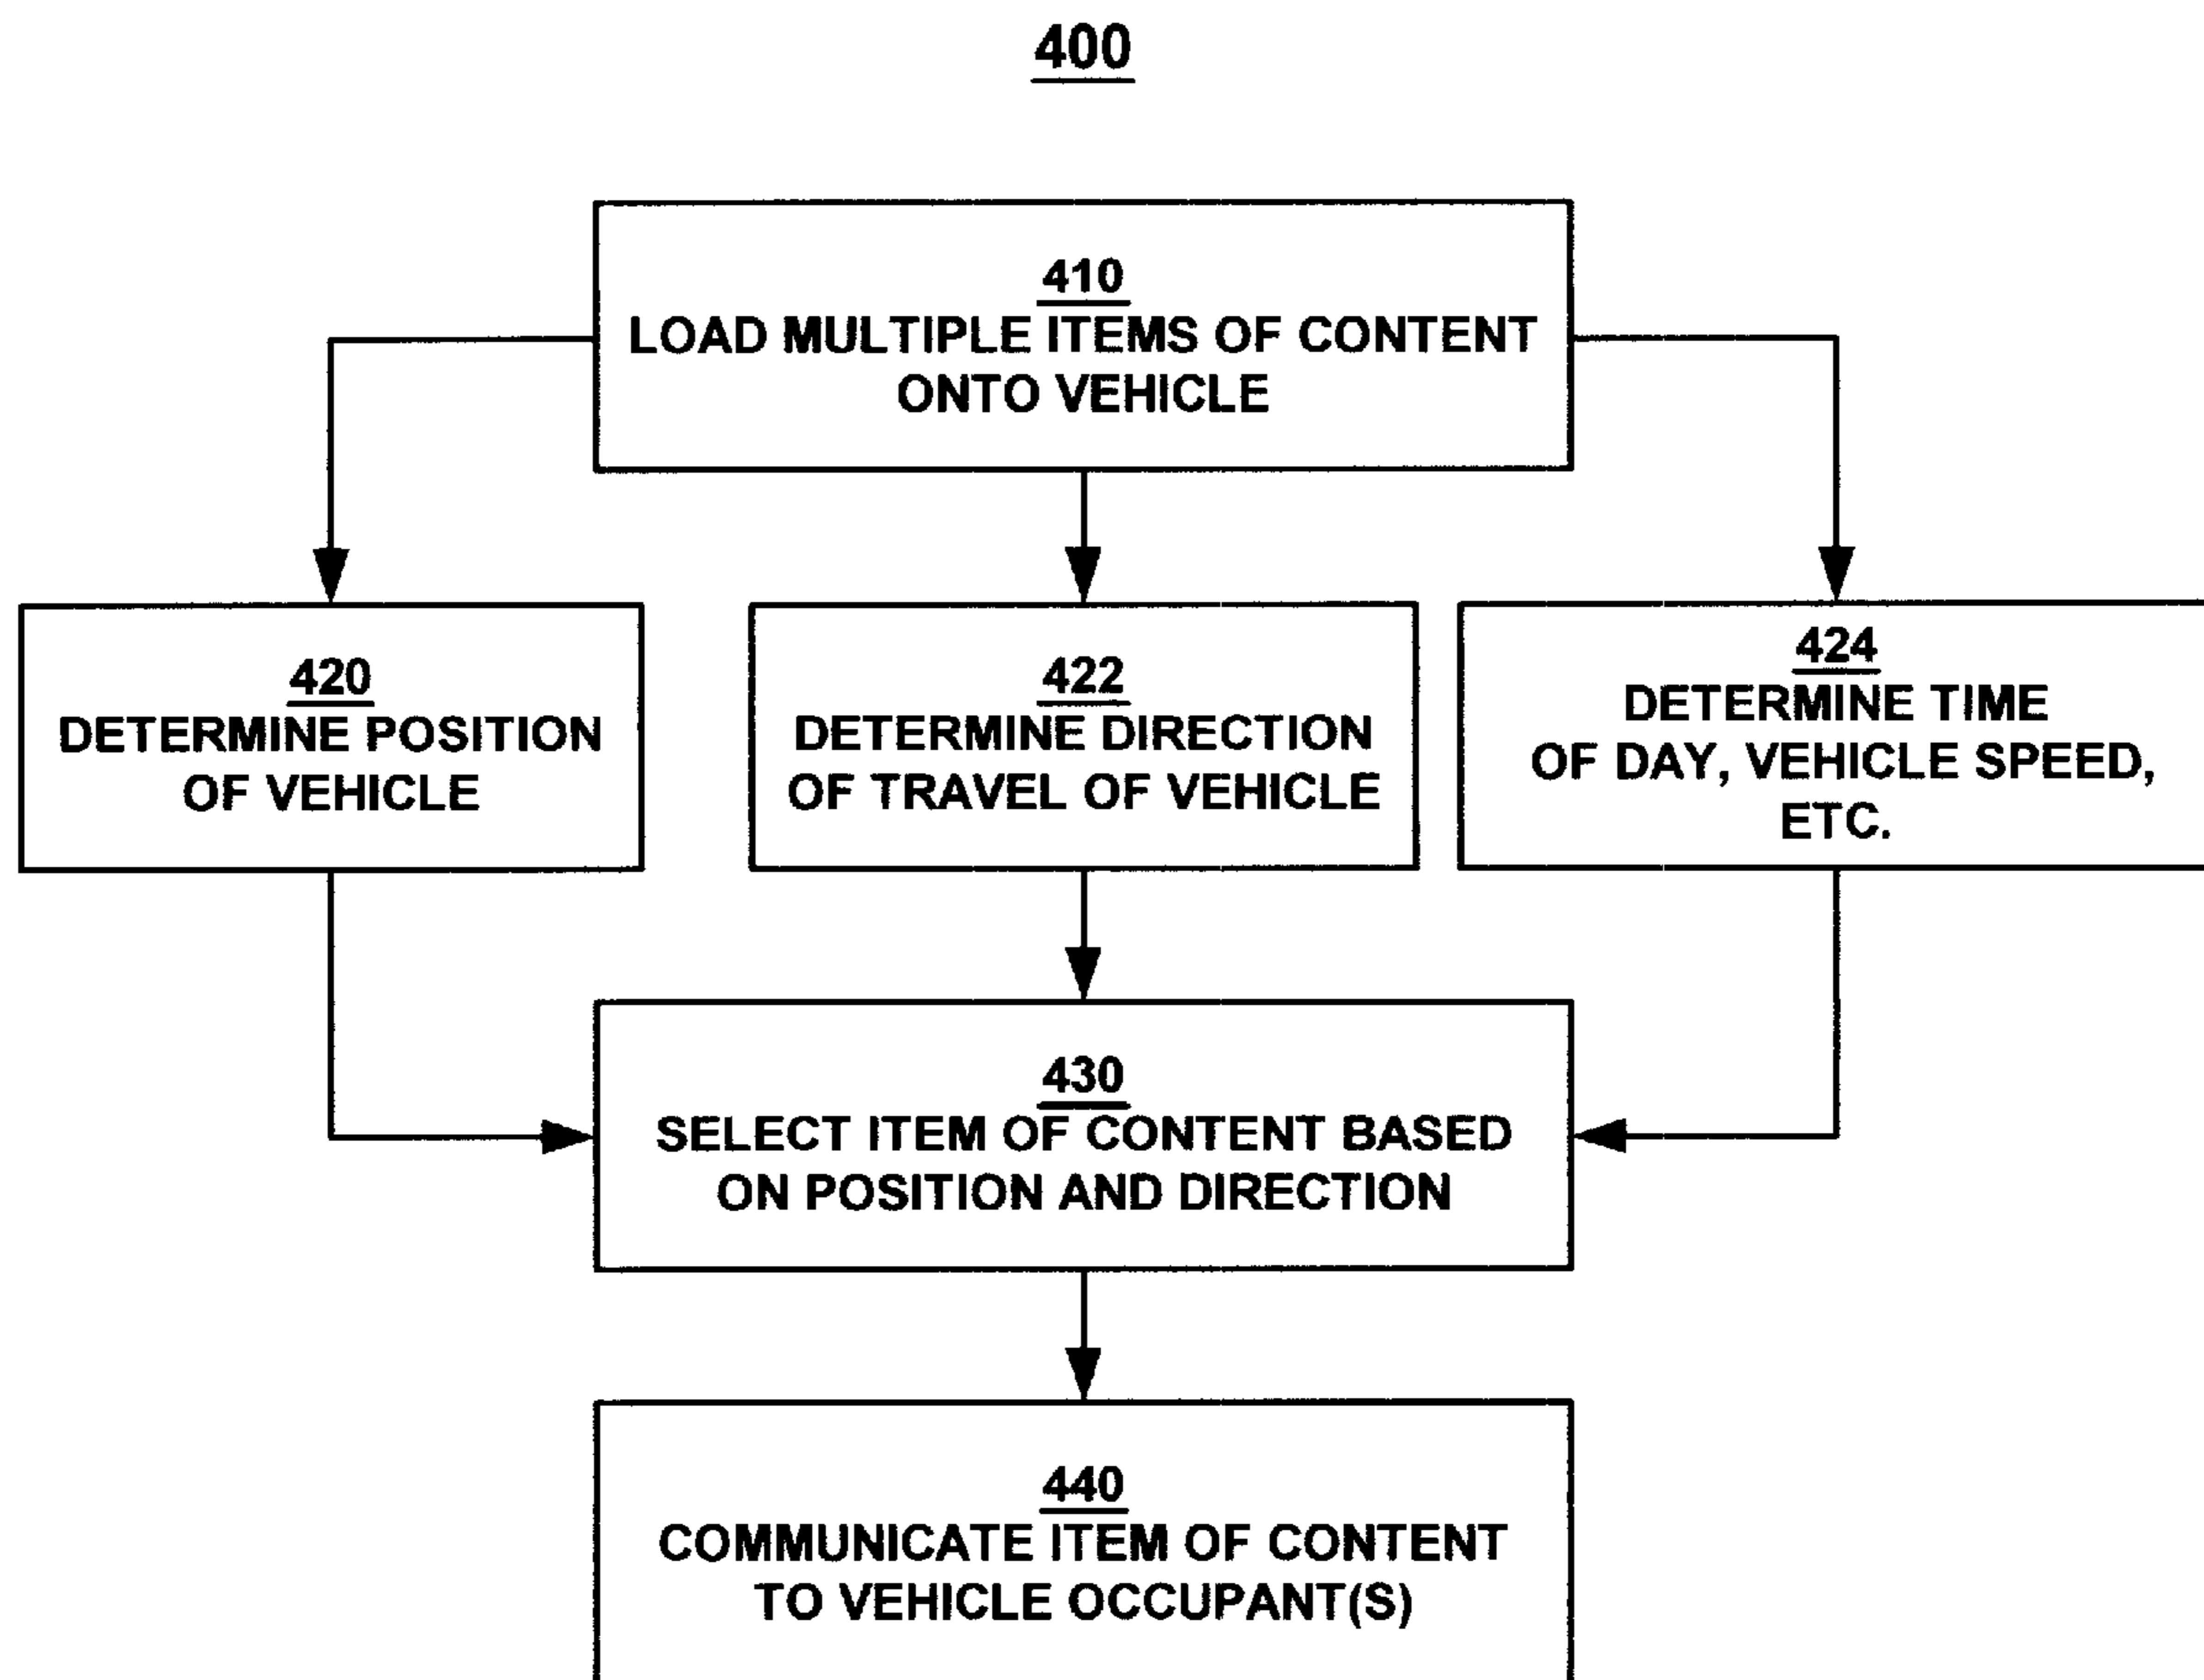 400
410
LOAD MULTIPLE ITEMS OF CONTENT
ONTO VEHICLE
420
DETERMINE POSITION
OF VEHICLE
422
DETERMINE DIRECTION
OF TRAVEL OF VEHICLE
424
DETERMINE TIME
OF DAY, VEHICLE SPEED,
ETC.
430
SELECT ITEM OF CONTENT BASED
ON POSITION AND DIRECTION
440
COMMUNICATE ITEM OF CONTENT
TO VEHICLE OCCUPANT(S)